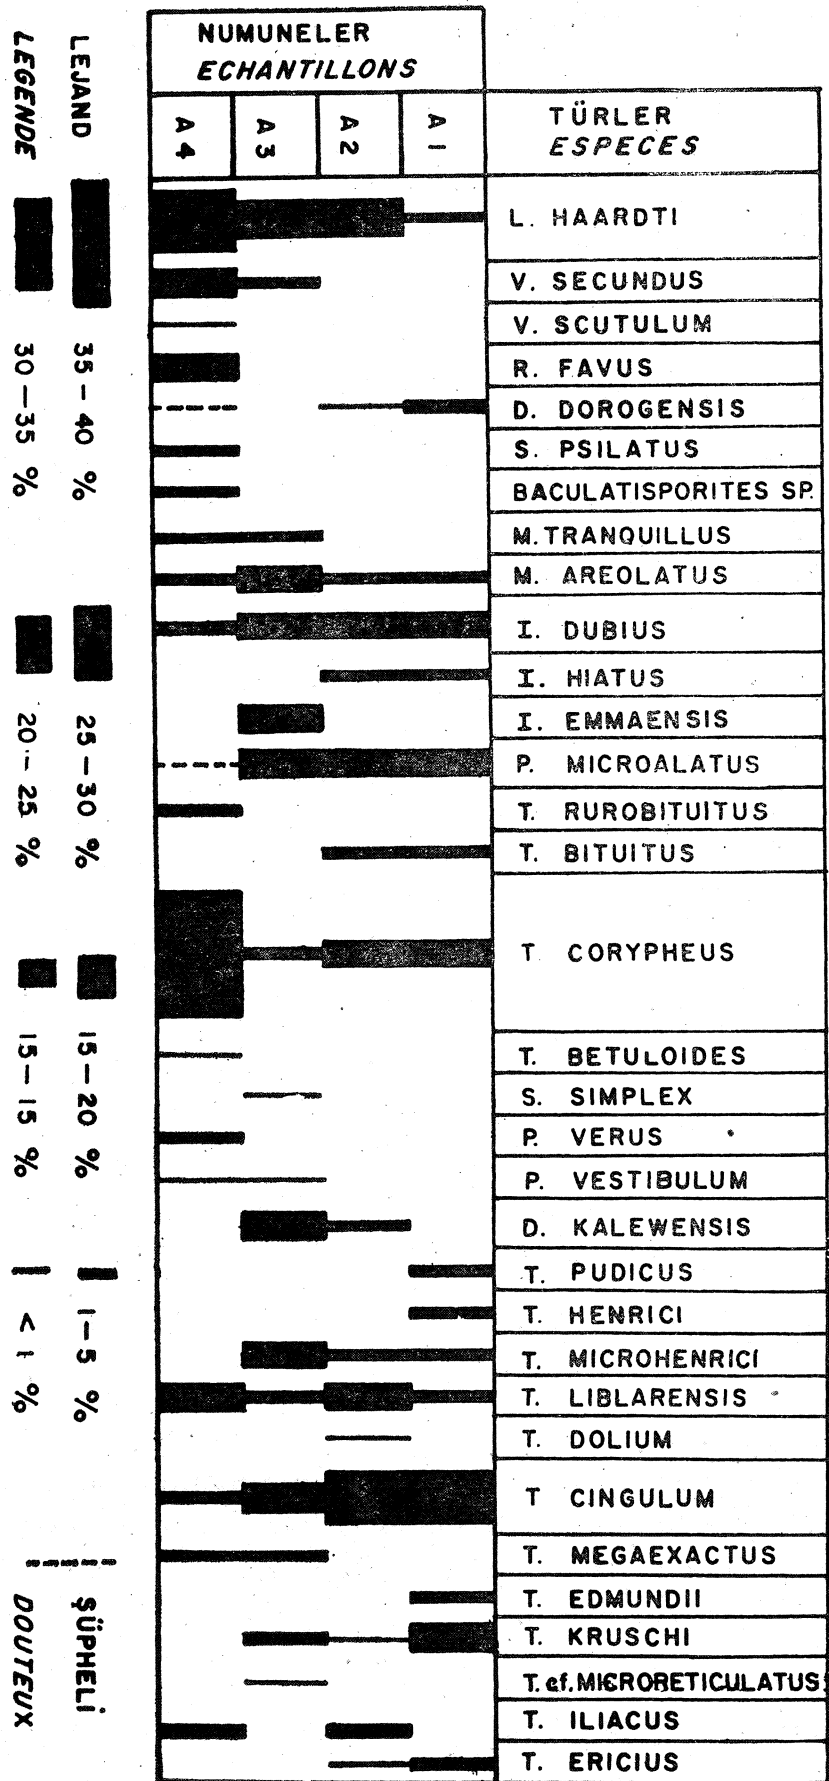 NUMUNELER
ECHANTILLONS
A 4
A 3
A 2
A 1
TÜRLER
ESPECES
L. HAARDTI
V. SECUNDUS
V. SCUTULUM
R. FAVUS
D. DOROGENSIS
S. PSILATUS
BACULATISPORITES SP.
M. TRANQUILLUS
M. AREOLATUS
I. DUBIUS
I. HIATUS
I. EMMAENSIS
P. MICROALATUS
T. RUROBITUITUS
T. BITUITUS
T CORYPHEUS
T. BETULOIDES
S. SIMPLEX
P. VERUS
P. VESTIBULUM
D. KALEWENSIS
T. PUDICUS
T. HENRICI
T. MICROHENRICI
T. LIBLARENSIS
T. DOLIUM
T CINGULUM
T. MEGAEXACTUS
T. EDMUNDII
T. KRUSCHI
T. cf. MICRORETICULATUS
T. ILIACUS
T. ERICIUS
LEJAND
35 – 40 %
25 – 30 %
15 – 20 %
1 – 5 %
ŞÜPHELİ
LEGENDE
30 – 35 %
20 – 25 %
15 – 15 %
< 1 %
DOUTEUX